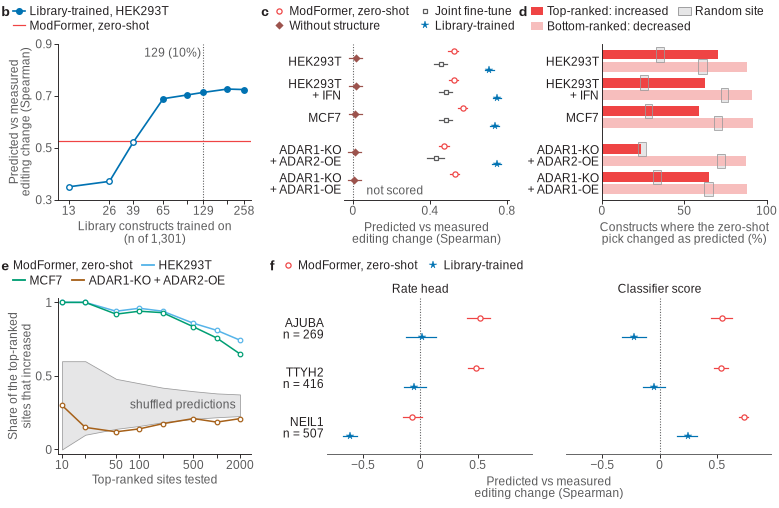 b
Library-trained, HEK293T
ModFormer, zero-shot
Predicted vs measured
editing change (Spearman)
0.9
0.7
0.5
0.3
129 (10%)
13
26
39
65
129
258
Library constructs trained on
(n of 1,301)
c
ModFormer, zero-shot
Joint fine-tune
Without structure
Library-trained
HEK293T
HEK293T
+ IFN
MCF7
ADAR1-KO
+ ADAR2-OE
ADAR1-KO
+ ADAR1-OE
not scored
0
0.4
0.8
Predicted vs measured
editing change (Spearman)
d
Top-ranked: increased
Random site
Bottom-ranked: decreased
HEK293T
HEK293T
+ IFN
MCF7
ADAR1-KO
+ ADAR2-OE
ADAR1-KO
+ ADAR1-OE
0
50
100
Constructs where the zero-shot
pick changed as predicted (%)
e
ModFormer, zero-shot
HEK293T
MCF7
ADAR1-KO + ADAR2-OE
Share of the top-ranked
sites that increased
1
0.5
0
shuffled predictions
10
50
100
500
2000
Top-ranked sites tested
f
ModFormer, zero-shot
Library-trained
Rate head
Classifier score
AJUBA
n = 269
TTYH2
n = 416
NEIL1
n = 507
−0.5
0
0.5
−0.5
0
0.5
Predicted vs measured
editing change (Spearman)